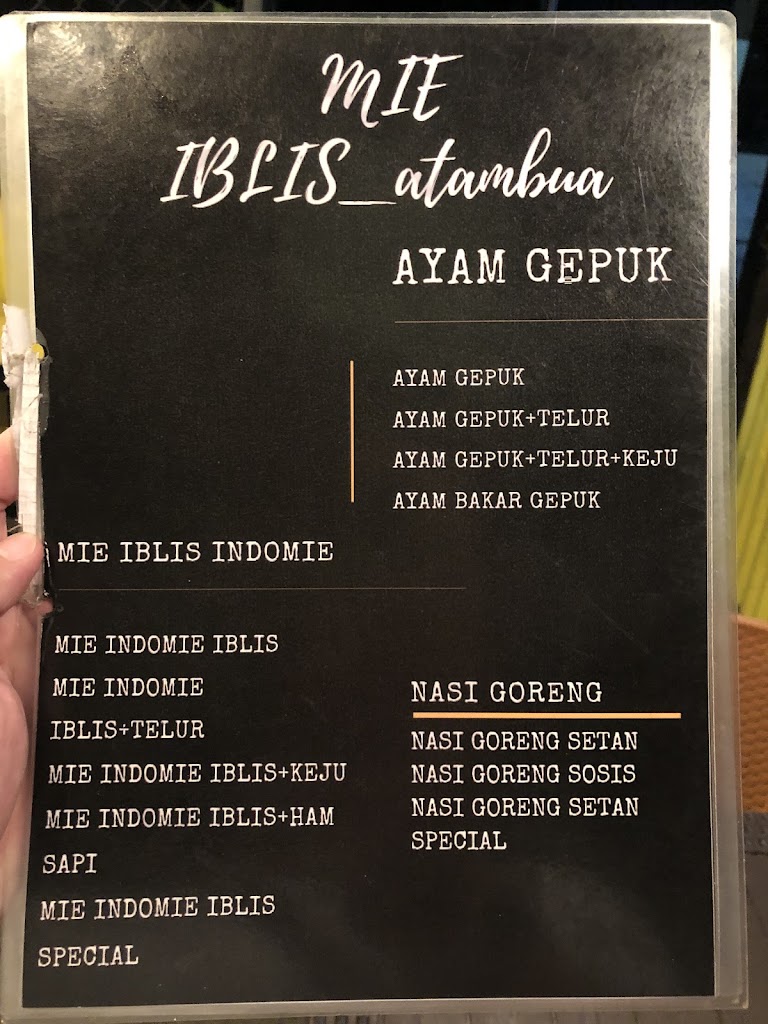 MIE
IBLIS_atambua
AYAM GEPUK
AYAM GEPUK
AYAM GEPUK+TELUR
AYAM GEPUK+TELUR+KEJU
AYAM BAKAR GEPUK
MIE IBLIS INDOMIE
MIE INDOMIE IBLIS
MIE INDOMIE
IBLIS+TELUR
MIE INDOMIE IBLIS+KEJU
MIE INDOMIE IBLIS+HAM
SAPI
MIE INDOMIE IBLIS
SPECIAL
NASI GORENG
NASI GORENG SETAN
NASI GORENG SOSIS
NASI GORENG SETAN
SPECIAL